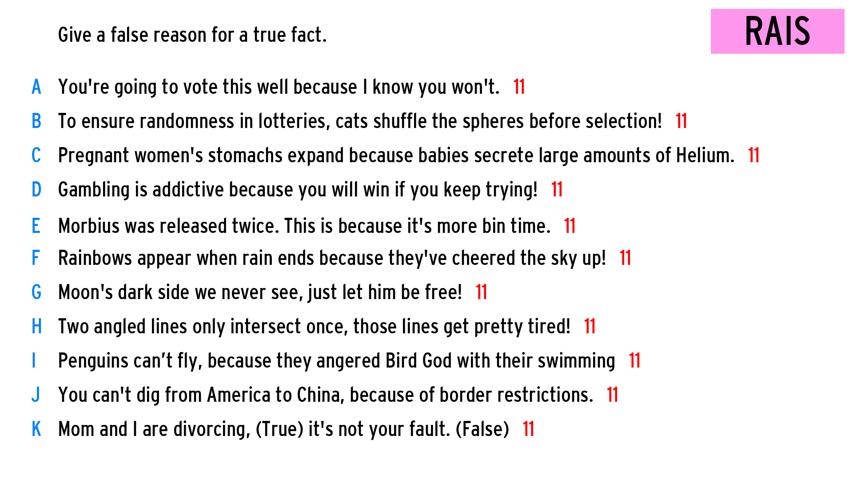 Give a false reason for a true fact.
RAIS
A You're going to vote this well because I know you won't. 11
B To ensure randomness in lotteries, cats shuffle the spheres before selection! 11
C Pregnant women's stomachs expand because babies secrete large amounts of Helium. 11
D Gambling is addictive because you will win if you keep trying! 11
E Morbius was released twice. This is because it's more bin time. 11
F Rainbows appear when rain ends because they've cheered the sky up! 11
G Moon's dark side we never see, just let him be free! 11
H Two angled lines only intersect once, those lines get pretty tired! 11
I Penguins can’t fly, because they angered Bird God with their swimming 11
J You can't dig from America to China, because of border restrictions. 11
K Mom and I are divorcing, (True) it's not your fault. (False) 11